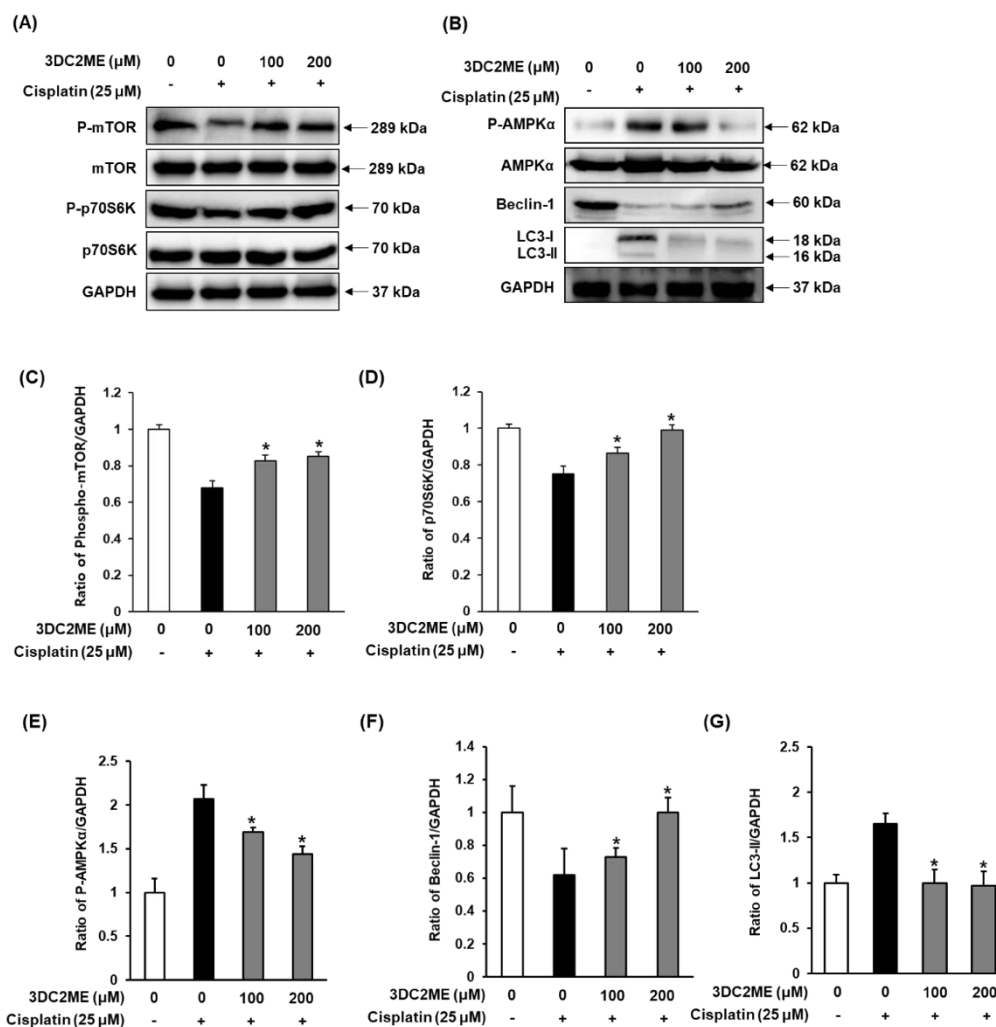 (A)
3DC2ME (µM) 0 0 100 200
Cisplatin (25 µM) - + + +
P-mTOR 289 kDa
mTOR 289 kDa
P-p70S6K 70 kDa
p70S6K 70 kDa
GAPDH 37 kDa
(B)
3DC2ME (µM) 0 0 100 200
Cisplatin (25 µM) - + + +
P-AMPKα 62 kDa
AMPKα 62 kDa
Beclin-1 60 kDa
LC3-I 18 kDa
LC3-II 16 kDa
GAPDH 37 kDa
(C)
Ratio of Phospho-mTOR/GAPDH
1.2
1
0.8
0.6
0.4
0.2
0
* *
3DC2ME (µM) 0 0 100 200
Cisplatin (25 µM) - + + +
(D)
Ratio of p70S6K/GAPDH
1.2
1
0.8
0.6
0.4
0.2
0
* *
3DC2ME (µM) 0 0 100 200
Cisplatin (25 µM) - + + +
(E)
Ratio of P-AMPKα/GAPDH
2.5
2
1.5
1
0.5
0
* *
3DC2ME (µM) 0 0 100 200
Cisplatin (25 µM) - + + +
(F)
Ratio of Beclin-1/GAPDH
1.4
1.2
1
0.8
0.6
0.4
0.2
0
* *
0 0 100 200
- + + +
(G)
Ratio of LC3-II/GAPDH
2.5
2
1.5
1
0.5
0
* *
3DC2ME (µM) 0 0 100 200
Cisplatin (25 µM) - + + +